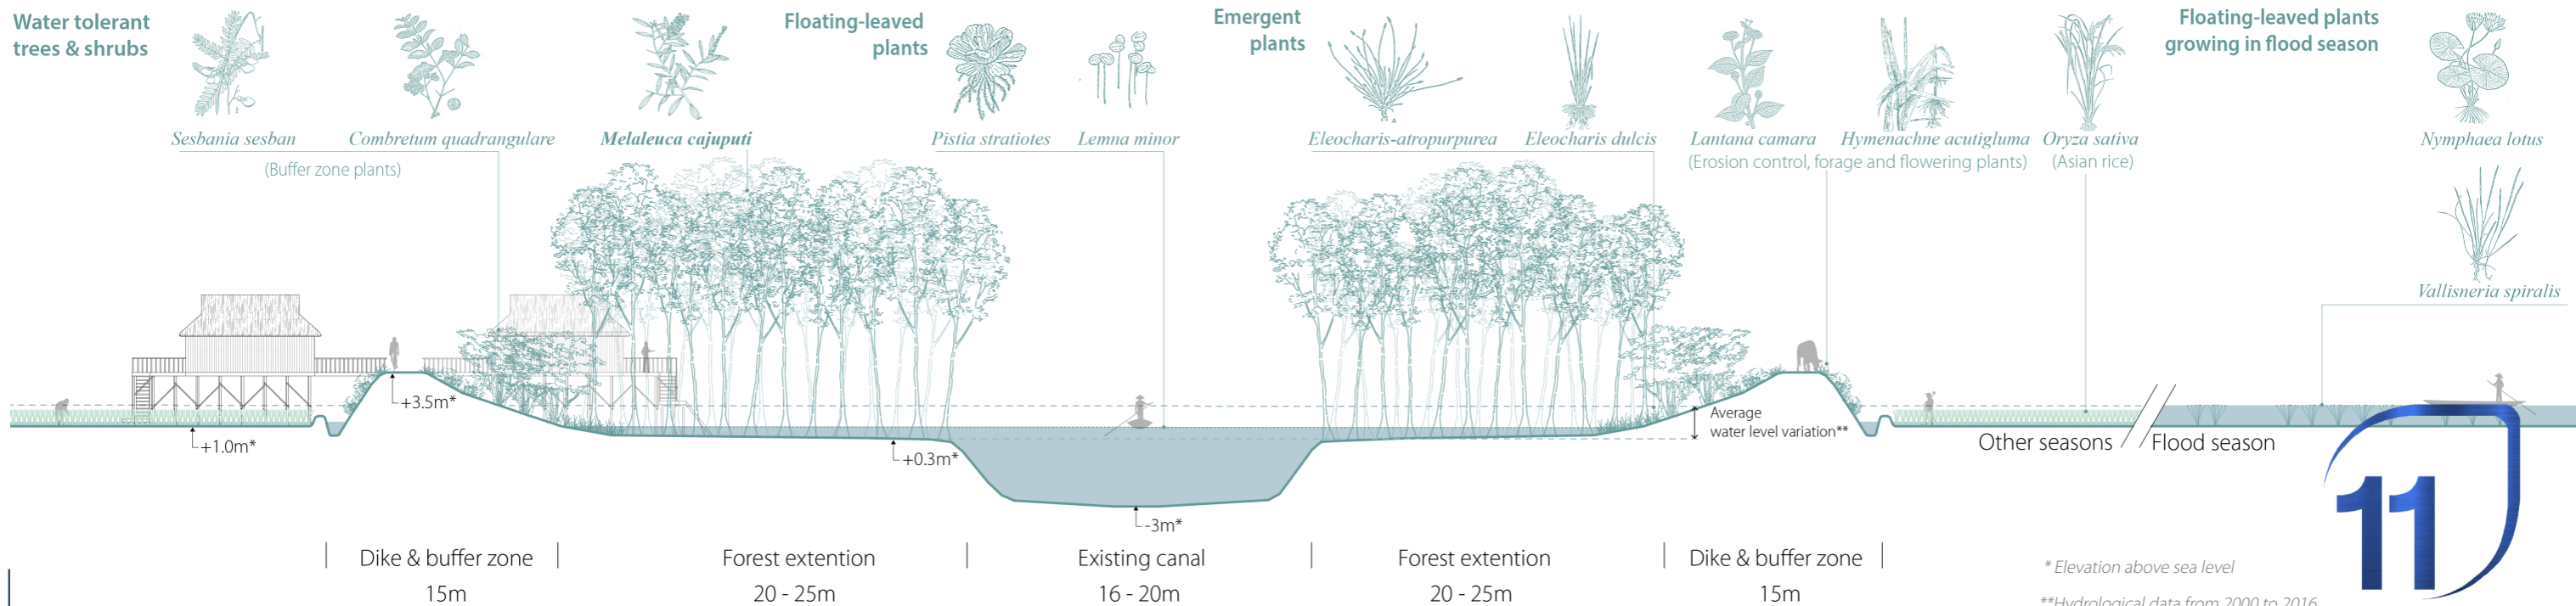 Water tolerant
trees & shrubs
Floating-leaved
plants
Emergent
plants
Floating-leaved plants
growing in flood season
Sesbania sesban
Combretum quadrangulare
Melaleuca cajuputi
Pistia stratiotes
Lemna minor
Eleocharis-atropurpurea
Eleocharis dulcis
Lantana camara
Hymenachne acutigluma
Oryza sativa
Nymphaea lotus
(Buffer zone plants)
(Erosion control, forage and flowering plants)
(Asian rice)
Vallisneria spiralis
+3.5m*
+1.0m*
+0.3m*
-3m*
Average
water level variation**
Other seasons
Flood season
11
Dike & buffer zone
15m
Forest extention
20 - 25m
Existing canal
16 - 20m
Forest extention
20 - 25m
Dike & buffer zone
15m
* Elevation above sea level
**Hydrological data from 2000 to 2016